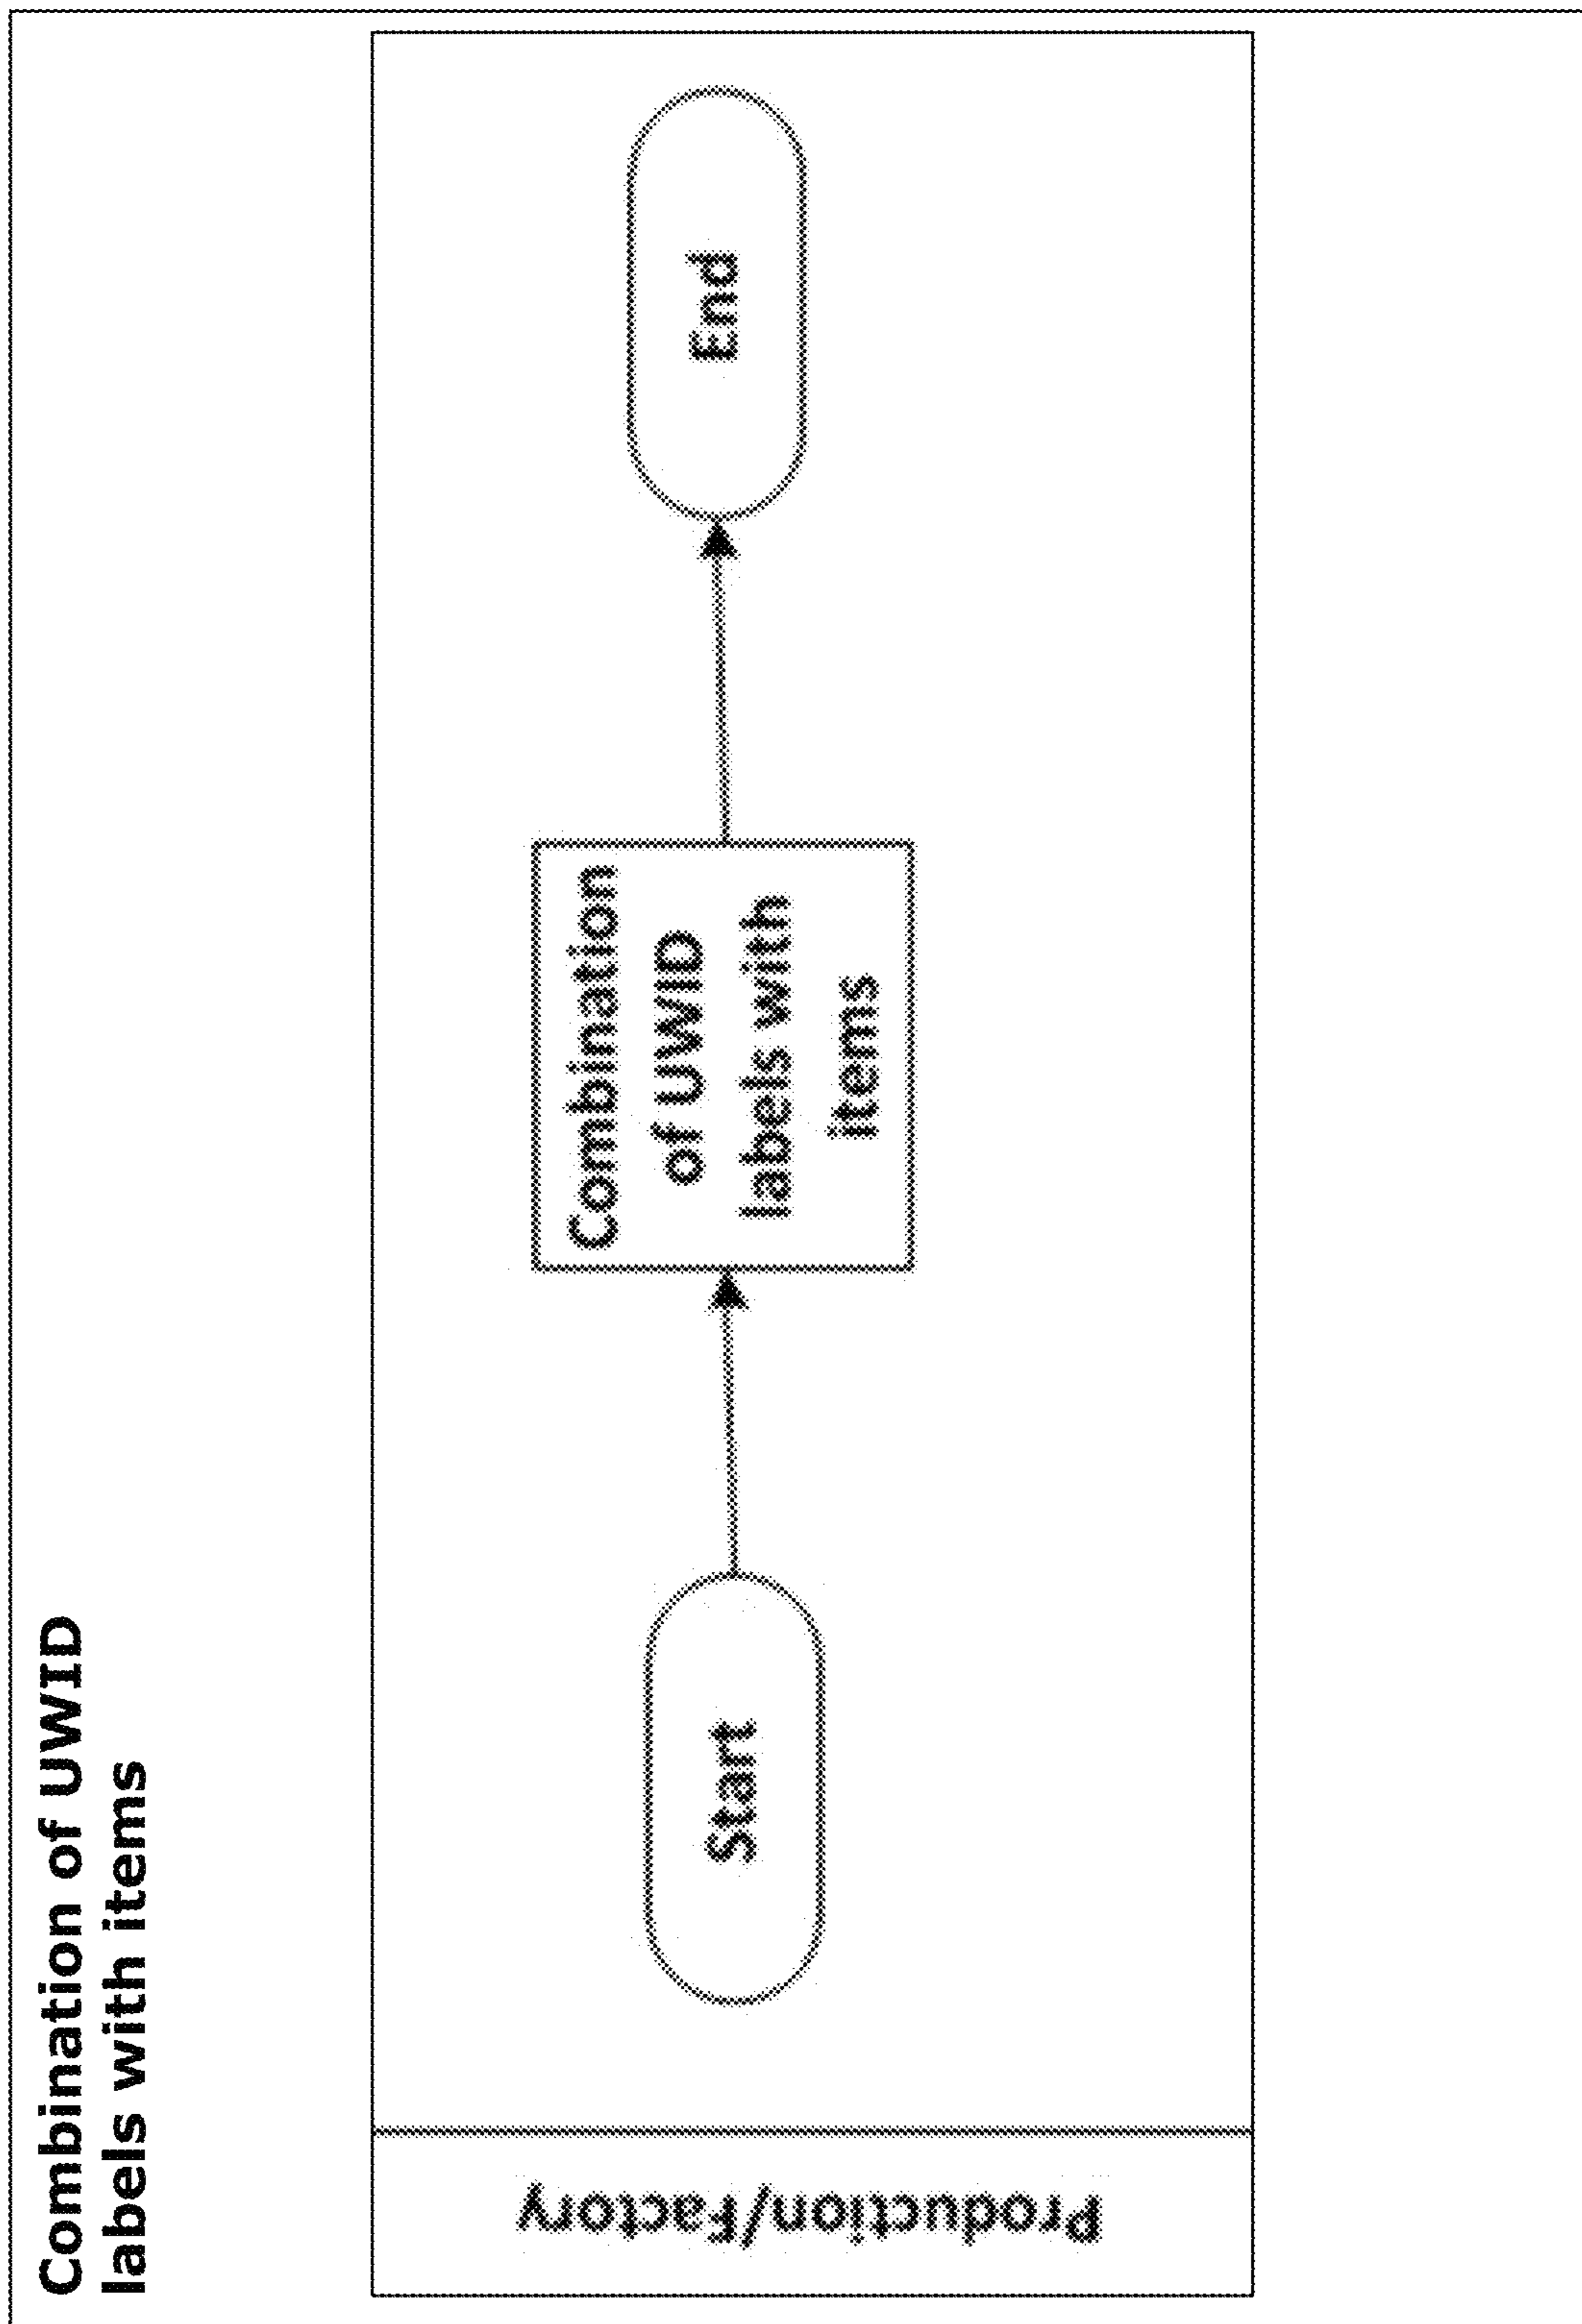 Combination of UWID
labels with items
Production/Factory
Start
Combination
of UWID
labels with
items
End